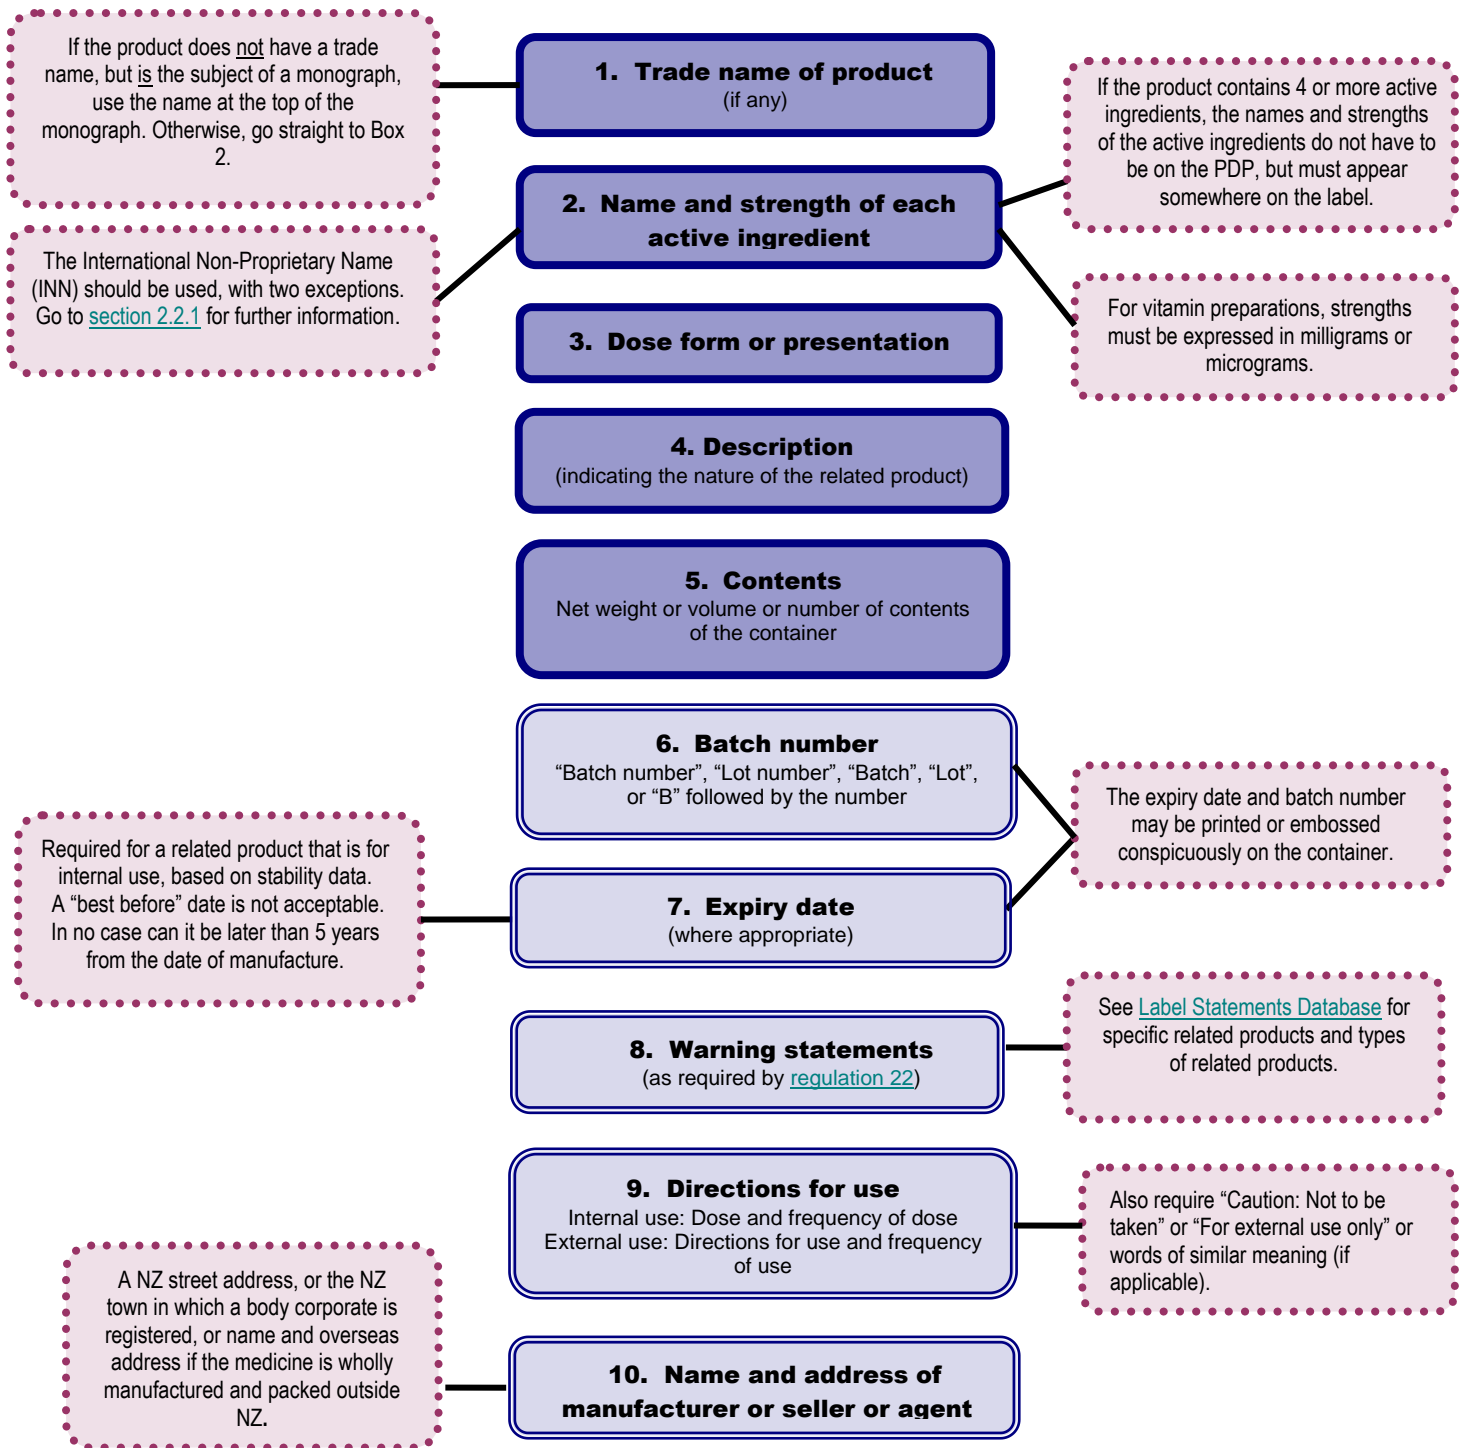 If the product does not have a trade
name, but is the subject of a monograph,
use the name at the top of the
monograph. Otherwise, go straight to Box
2.
1. Trade name of product
(if any)
If the product contains 4 or more active
ingredients, the names and strengths
of the active ingredients do not have to
be on the PDP, but must appear
somewhere on the label.
2. Name and strength of each
active ingredient
The International Non-Proprietary Name
(INN) should be used, with two exceptions.
Go to section 2.2.1 for further information.
For vitamin preparations, strengths
must be expressed in milligrams or
micrograms.
3. Dose form or presentation
4. Description
(indicating the nature of the related product)
5. Contents
Net weight or volume or number of contents
of the container
6. Batch number
“Batch number”, “Lot number”, “Batch”, “Lot”,
or “B” followed by the number
The expiry date and batch number
may be printed or embossed
conspicuously on the container.
Required for a related product that is for
internal use, based on stability data.
A “best before” date is not acceptable.
In no case can it be later than 5 years
from the date of manufacture.
7. Expiry date
(where appropriate)
8. Warning statements
(as required by regulation 22)
See Label Statements Database for
specific related products and types
of related products.
9. Directions for use
Internal use: Dose and frequency of dose
External use: Directions for use and frequency
of use
Also require “Caution: Not to be
taken” or “For external use only” or
words of similar meaning (if
applicable).
A NZ street address, or the NZ
town in which a body corporate is
registered, or name and overseas
address if the medicine is wholly
manufactured and packed outside
NZ.
10. Name and address of
manufacturer or seller or agent